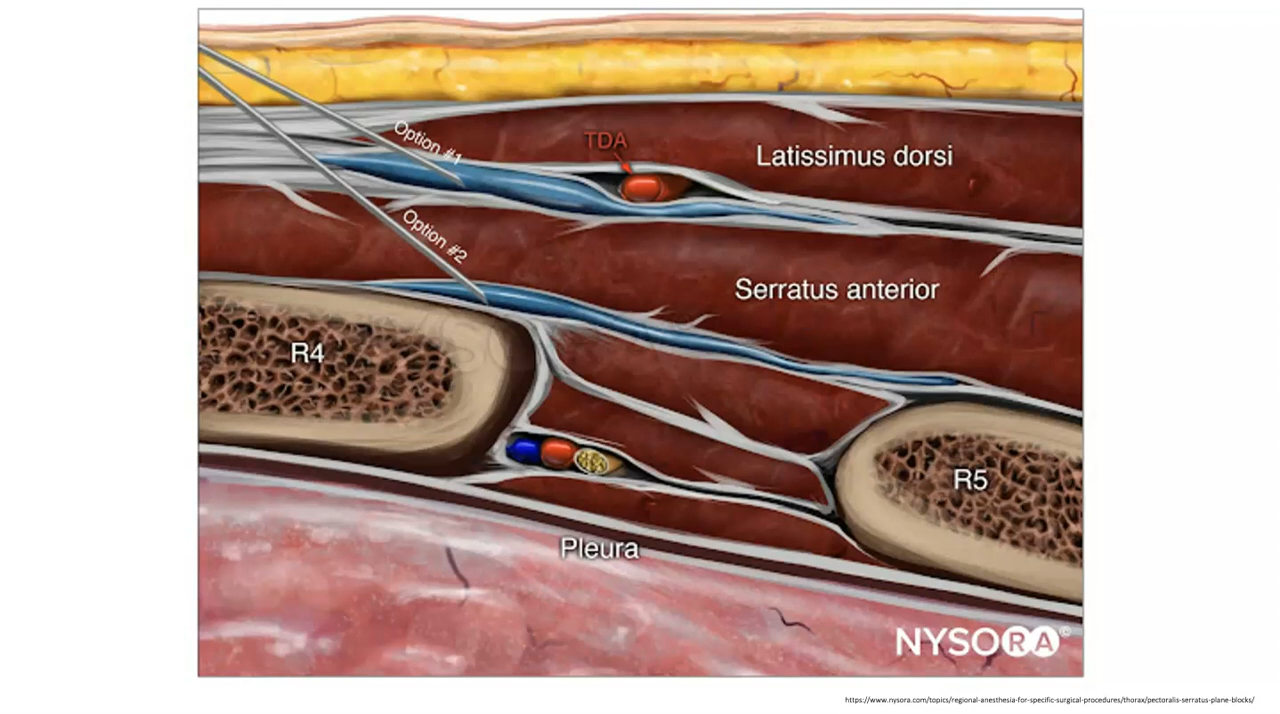 Option #1
TDA
Latissimus dorsi
Option #2
Serratus anterior
R4
R5
Pleura
NYSORA©
https://www.nysora.com/topics/regional-anesthesia-for-specific-surgical-procedures/thorax/pectoralis-serratus-plane-blocks/